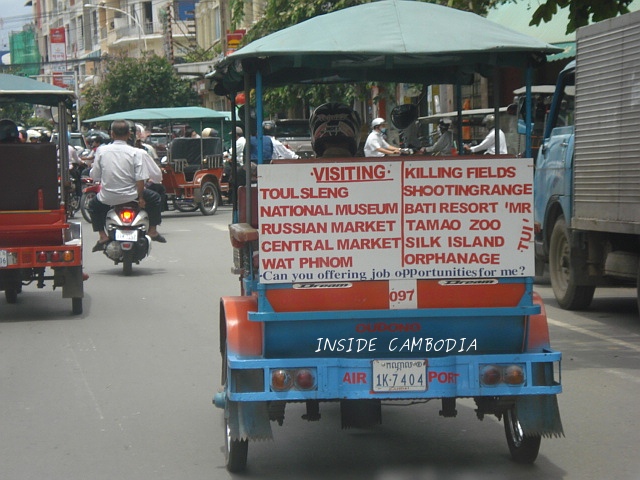 ·VISITING·
TOULSLENG
NATIONAL MUSEUM
RUSSIAN MARKET
CENTRAL MARKET
WAT PHNOM
KILLING FIELDS
SHOOTINGRANGE
BATI RESORT 'MR
TAMAO ZOO
SILK ISLAND
ORPHANAGE
'TUI'
-Can you offering job opportunities for me?
Dream
Dream
097
INSIDE CAMBODIA
AIR PORT
1K-7404